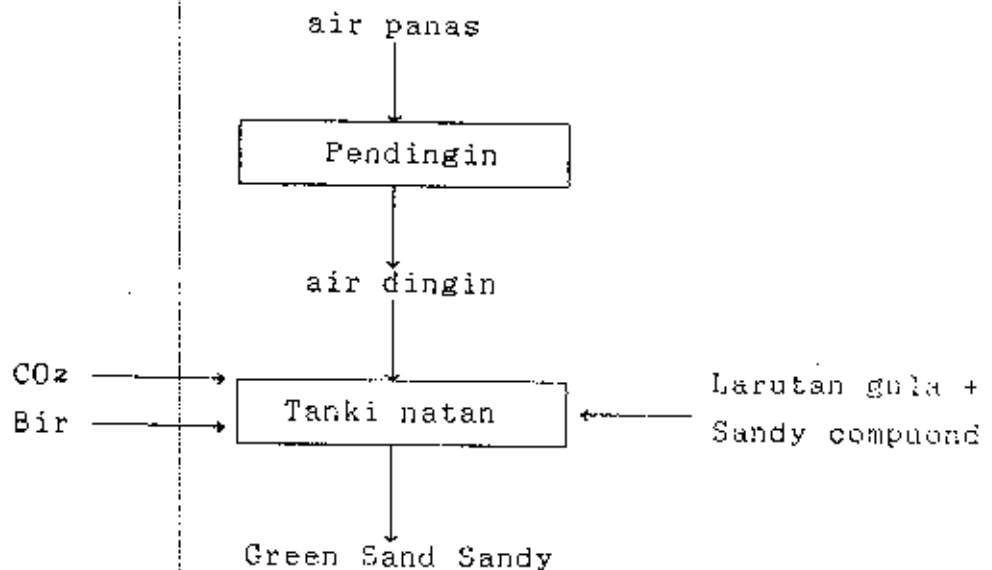 air panas
Pendingin
air dingin
CO2
Bir
Tanki natan
Larutan gula +
Sandy compuond
Green Sand Sandy